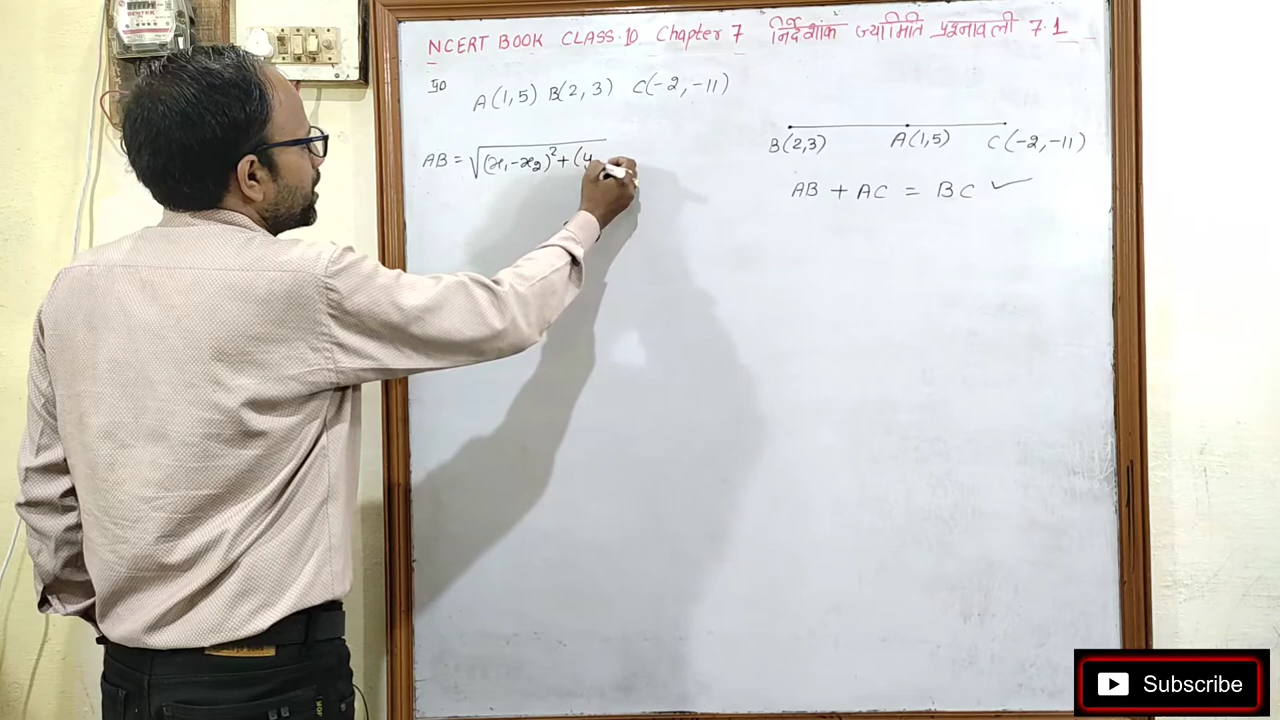 NCERT BOOK CLASS.10 Chapter 7 निर्देशांक ज्यामिति प्रश्नावली 7.1
प्र०
A(1,5) B(2,3) C(-2,-11)
AB = √(x₁-x₂)²+(y
B(2,3) A(1,5) C(-2,-11)
AB + AC = BC ✓
Subscribe